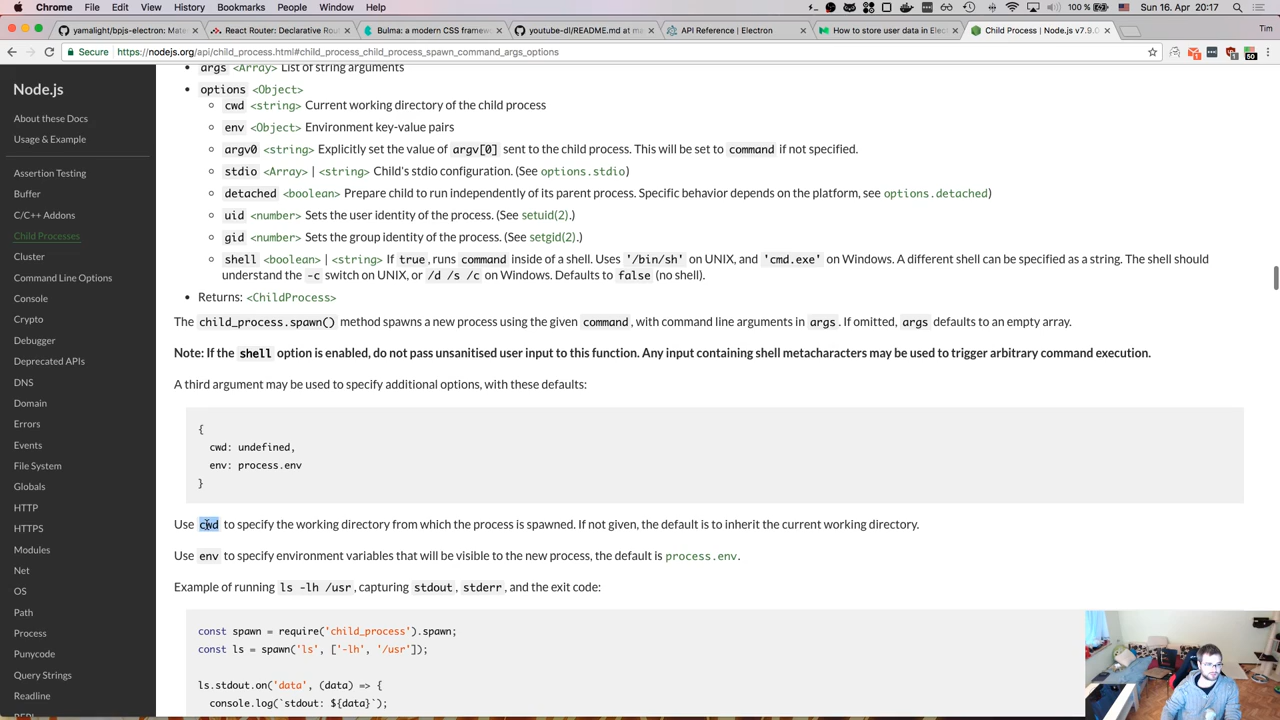 Chrome File Edit View History Bookmarks People Window Help 100 % Sun 16. Apr 20:17
yamalight/bpjs-electron: Mate React Router: Declarative Rou Bulma: a modern CSS framew youtube-dl/README.md at ma API Reference | Electron How to store user data in Elec Child Process | Node.js v7.9.0 Tim
Secure https://nodejs.org/api/child_process.html#child_process_child_process_spawn_command_args_options
Node.js
About these Docs
Usage & Example
Assertion Testing
Buffer
C/C++ Addons
Child Processes
Cluster
Command Line Options
Console
Crypto
Debugger
Deprecated APIs
DNS
Domain
Errors
Events
File System
Globals
HTTP
HTTPS
Modules
Net
OS
Path
Process
Punycode
Query Strings
Readline
REPL
args <Array> List of string arguments
options <Object>
cwd <string> Current working directory of the child process
env <Object> Environment key-value pairs
argv0 <string> Explicitly set the value of argv[0] sent to the child process. This will be set to command if not specified.
stdio <Array> | <string> Child's stdio configuration. (See options.stdio)
detached <boolean> Prepare child to run independently of its parent process. Specific behavior depends on the platform, see options.detached)
uid <number> Sets the user identity of the process. (See setuid(2).)
gid <number> Sets the group identity of the process. (See setgid(2).)
shell <boolean> | <string> If true, runs command inside of a shell. Uses '/bin/sh' on UNIX, and 'cmd.exe' on Windows. A different shell can be specified as a string. The shell should
understand the -c switch on UNIX, or /d /s /c on Windows. Defaults to false (no shell).
Returns: <ChildProcess>
The child_process.spawn() method spawns a new process using the given command, with command line arguments in args. If omitted, args defaults to an empty array.
Note: If the shell option is enabled, do not pass unsanitised user input to this function. Any input containing shell metacharacters may be used to trigger arbitrary command execution.
A third argument may be used to specify additional options, with these defaults:
{
cwd: undefined,
env: process.env
}
Use cwd to specify the working directory from which the process is spawned. If not given, the default is to inherit the current working directory.
Use env to specify environment variables that will be visible to the new process, the default is process.env.
Example of running ls -lh /usr, capturing stdout, stderr, and the exit code:
const spawn = require('child_process').spawn;
const ls = spawn('ls', ['-lh', '/usr']);
ls.stdout.on('data', (data) => {
console.log(`stdout: ${data}`);